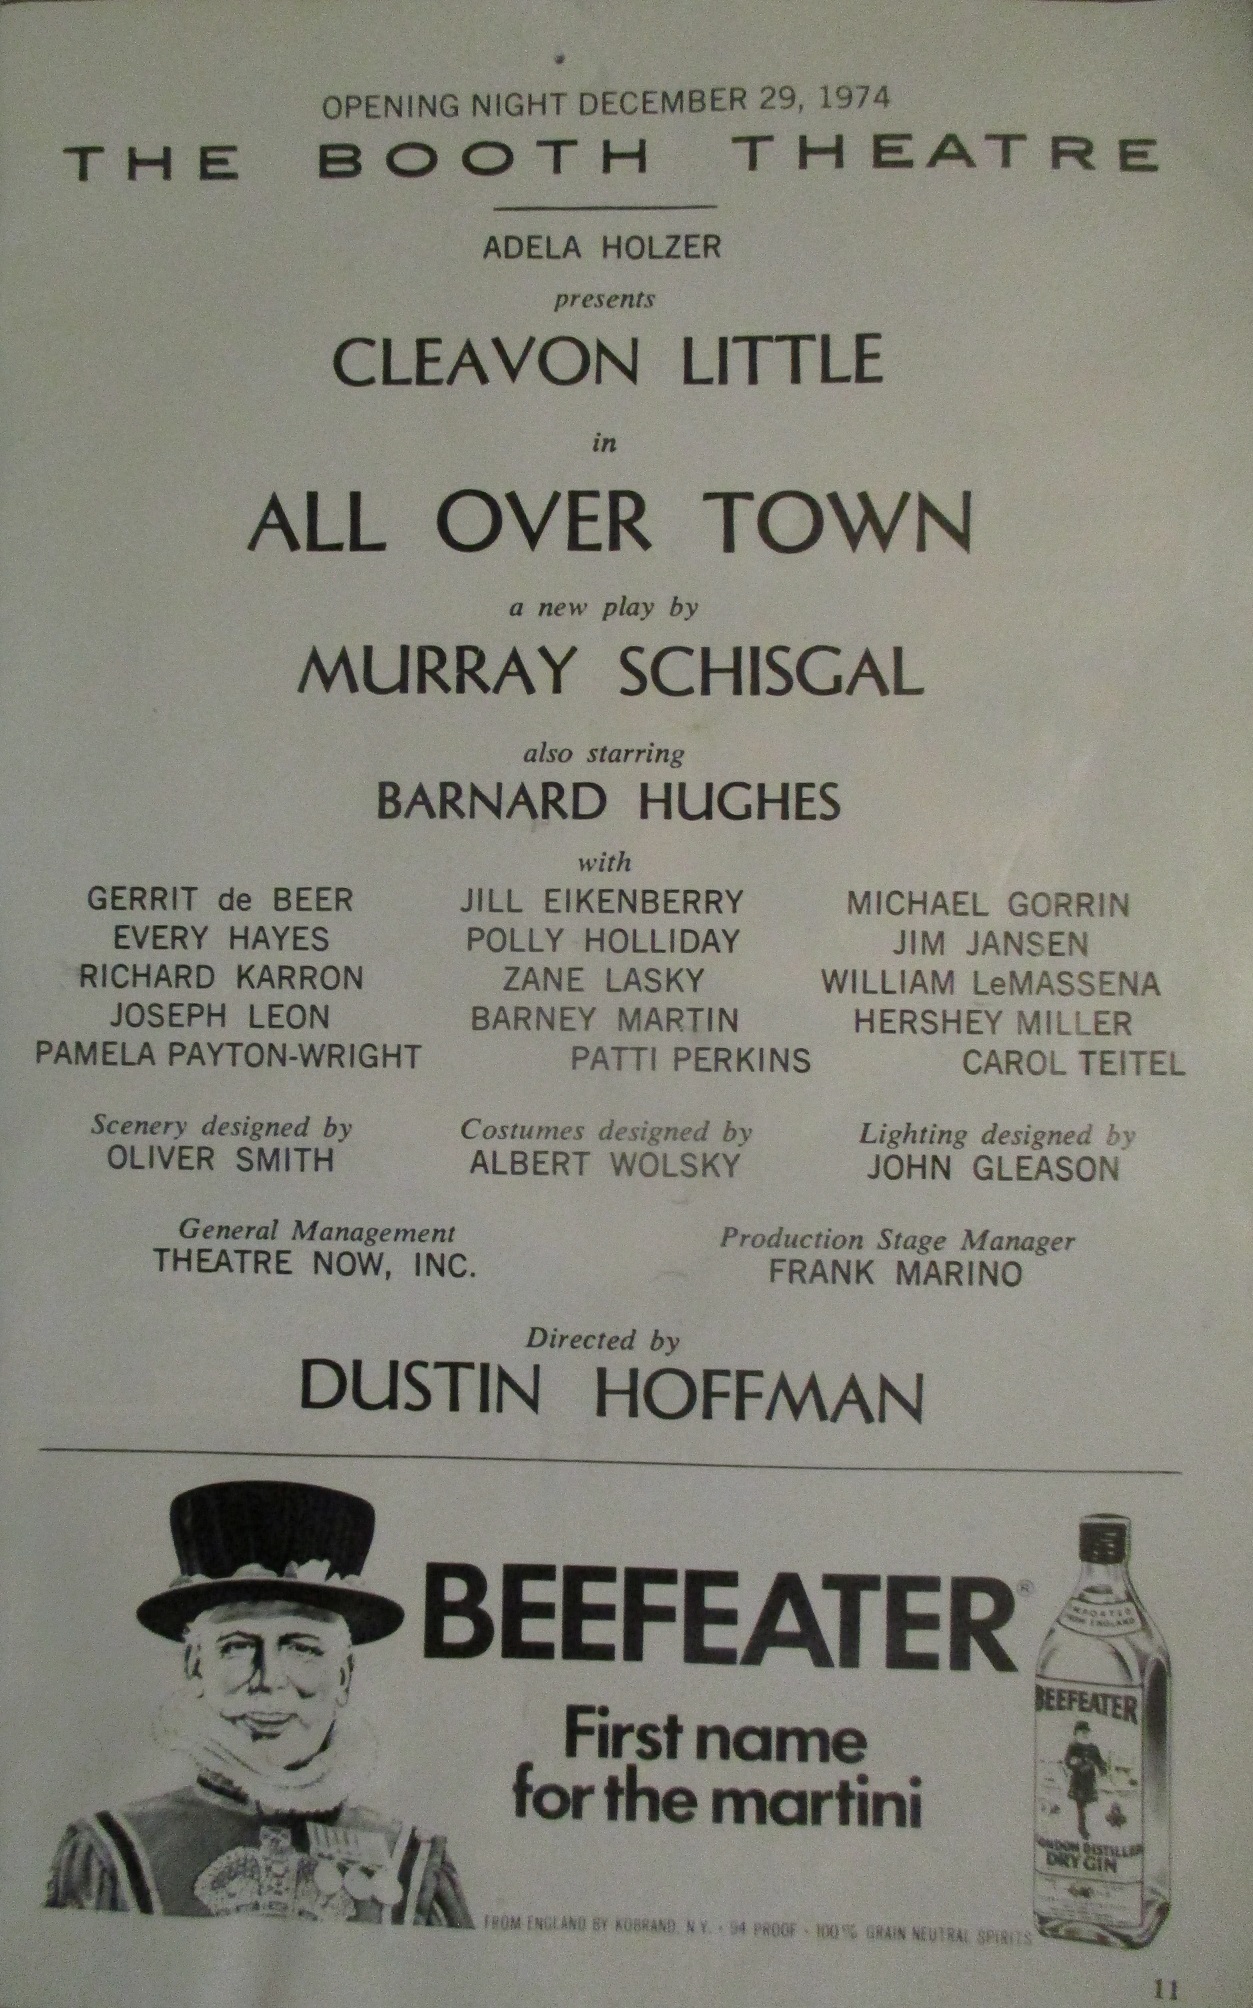 OPENING NIGHT DECEMBER 29, 1974
THE BOOTH THEATRE
ADELA HOLZER
presents
CLEAVON LITTLE
in
ALL OVER TOWN
a new play by
MURRAY SCHISGAL
also starring
BARNARD HUGHES
with
GERRIT de BEER JILL EIKENBERRY MICHAEL GORRIN
EVERY HAYES POLLY HOLLIDAY JIM JANSEN
RICHARD KARRON ZANE LASKY WILLIAM LeMASSENA
JOSEPH LEON BARNEY MARTIN HERSHEY MILLER
PAMELA PAYTON-WRIGHT PATTI PERKINS CAROL TEITEL
Scenery designed by Costumes designed by Lighting designed by
OLIVER SMITH ALBERT WOLSKY JOHN GLEASON
General Management Production Stage Manager
THEATRE NOW, INC. FRANK MARINO
Directed by
DUSTIN HOFFMAN
BEEFEATER®
First name
for the martini
IMPORTED
FROM ENGLAND
BEEFEATER
LONDON DISTILLED
DRY GIN
FROM ENGLAND BY KOBRAND, N.Y. • 94 PROOF • 100% GRAIN NEUTRAL SPIRITS
11